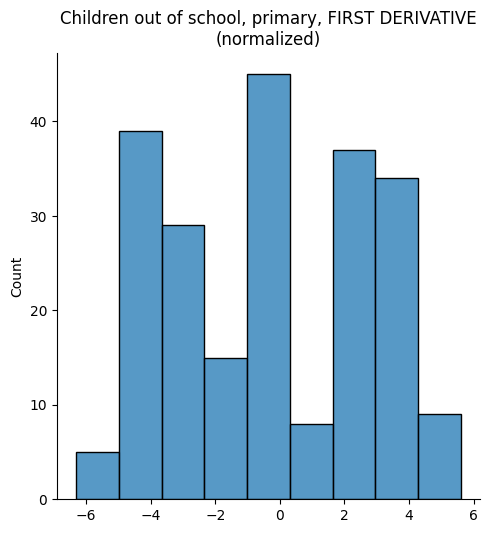 Children out of school, primary, FIRST DERIVATIVE
(normalized)
40
30
20
10
0
Count
−6 −4 −2 0 2 4 6